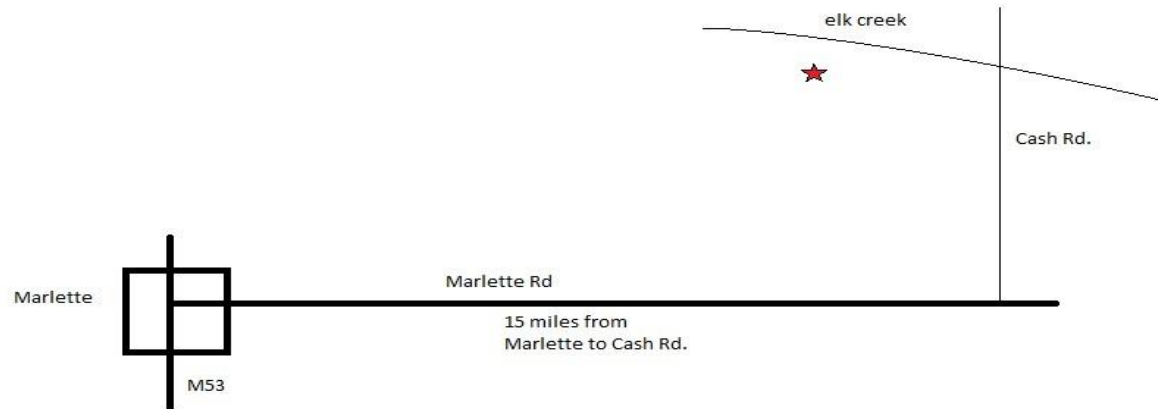 elk creek
Cash Rd.
Marlette Rd
Marlette
15 miles from
Marlette to Cash Rd.
M53